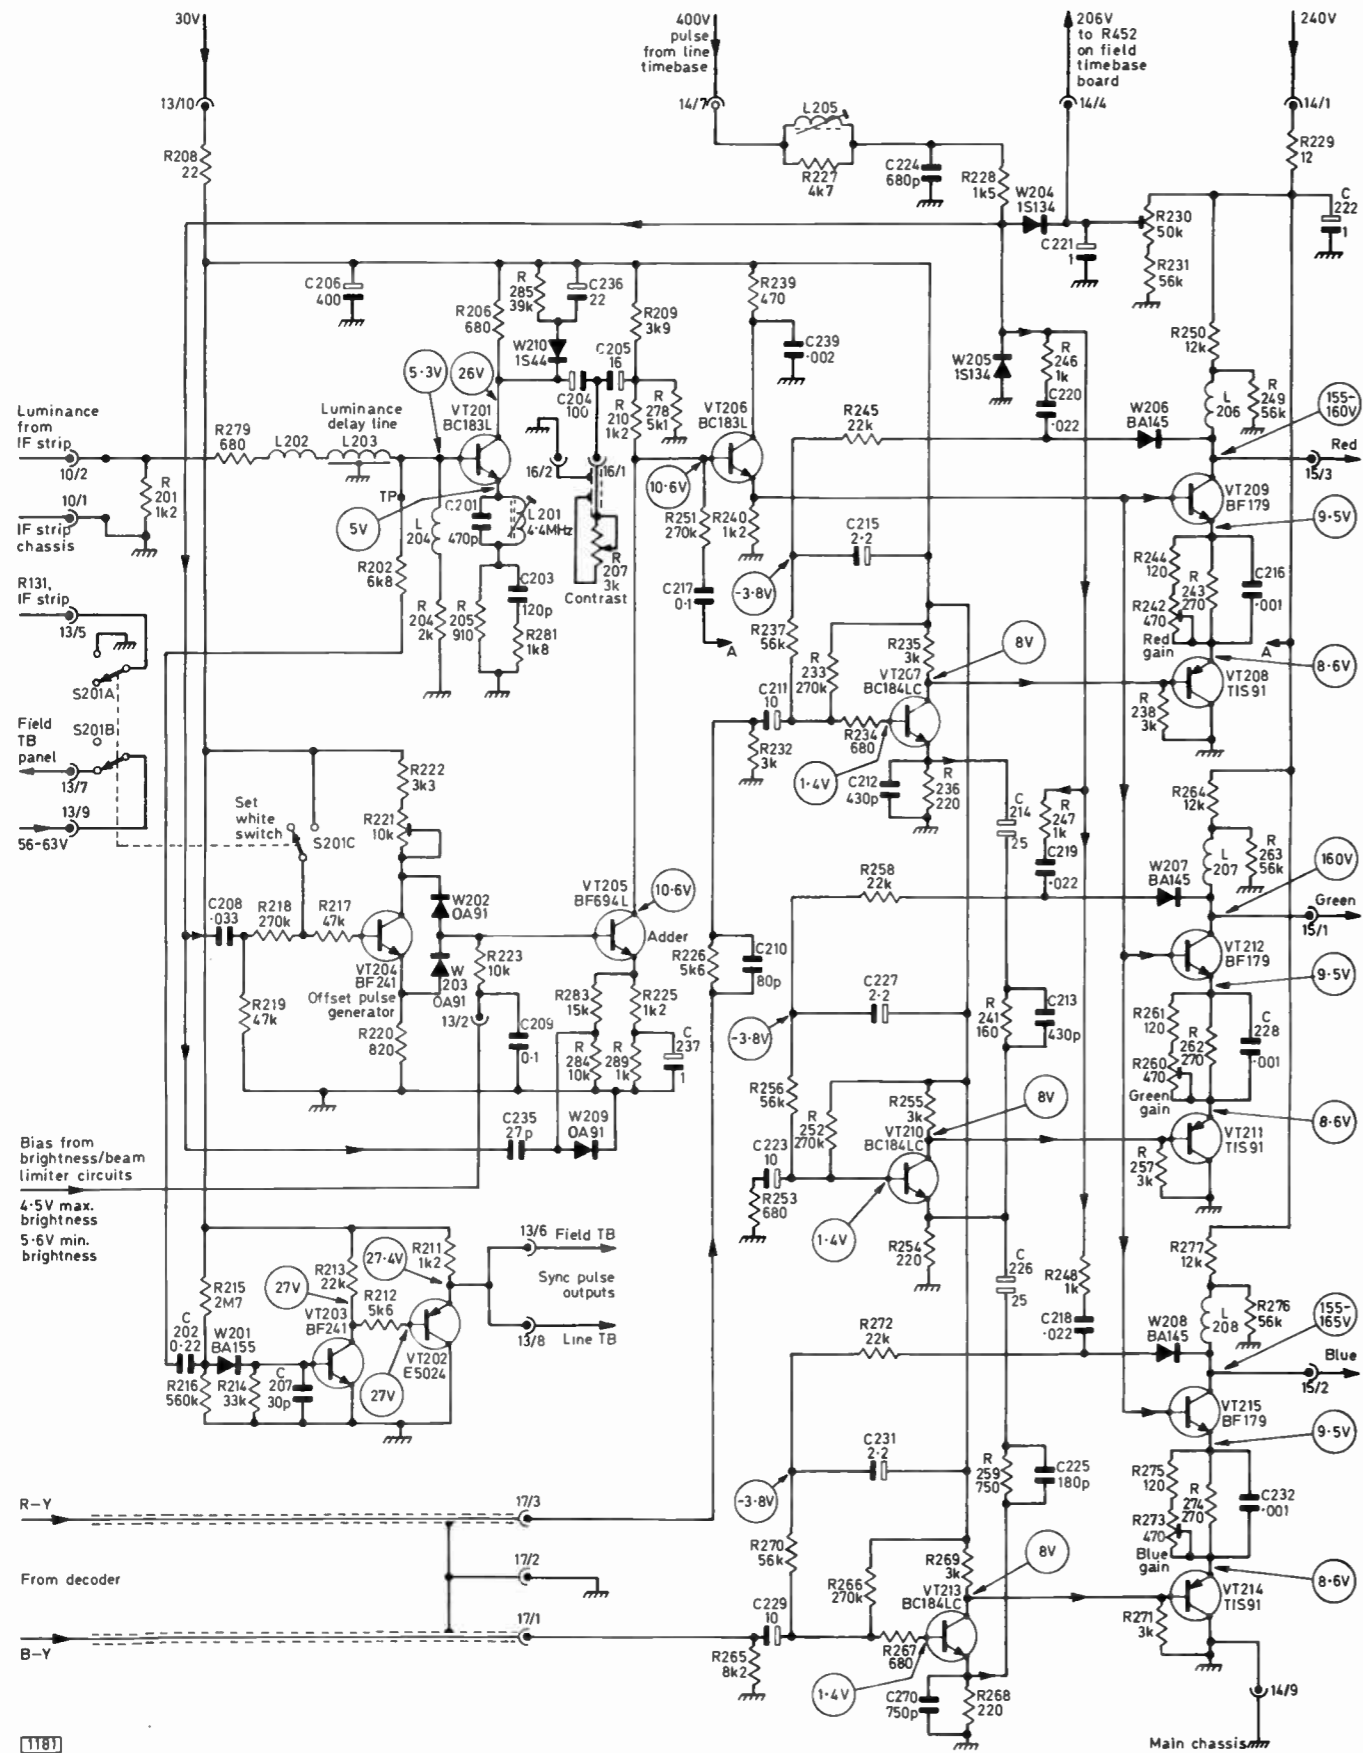 30V
400V
pulse
from line
timebase
206V
to R452
on field
timebase
board
240V
13/10
14/7
14/4
14/1
L205
R208
22
R227
4k7
C224
680p
R228
1k5
W204
1S134
R229
12
C
222
1
R230
50k
C221
1
R231
56k
C206
400
R206
680
R
285
39k
C236
22
R209
3k9
R239
470
W210
1S44
C205
16
C239
·002
W205
1S134
R
246
1k
R250
12k
5·3V
26V
C204
100
R
210
1k2
R
278
5k1
C220
·022
L
206
R
249
56k
155-
160V
Luminance
from
IF strip
10/2
R279
680
L202
Luminance
delay line
L203
VT201
BC183L
VT206
BC183L
R245
22k
W206
BA145
Red
15/3
16/2
16/1
10·6V
10/1
IF strip
chassis
R
201
1k2
TP
5V
L
204
C201
470p
L201
4·4MHz
R251
270k
R240
1k2
C215
2·2
VT209
BF179
9·5V
R202
6k8
R
204
2k
R
205
910
C203
120p
R281
1k8
R
207
3k
Contrast
C217
0·1
A
-3·8V
R244
120
R
243
270
C216
·001
R242
470
Red
gain
A
R131,
IF strip
13/5
S201A
R237
56k
R
233
270k
R235
3k
8V
8·6V
VT207
BC184LC
VT208
TIS91
C211
10
R
238
3k
Field
TB
panel
13/7
S201B
R232
3k
R234
680
1·4V
C212
430p
R
236
220
C
214
25
R
247
1k
R264
12k
13/9
56-63V
Set
white
switch
S201C
R222
3k3
R221
10k
C219
·022
L
207
R
263
56k
160V
R258
22k
W207
BA145
Green
15/1
C208
·033
R218
270k
R217
47k
W202
OA91
VT205
BF694L
10·6V
Adder
VT204
BF241
W
203
OA91
R223
10k
R226
5k6
C210
80p
VT212
BF179
9·5V
Offset pulse
generator
R219
47k
R220
820
13/2
C209
0·1
R283
15k
R225
1k2
R
284
10k
R
289
1k
C
237
1
C227
2·2
-3·8V
R
241
160
C213
430p
R261
120
R
262
270
C
228
·001
R260
470
Green
gain
R256
56k
R
252
270k
R255
3k
8V
8·6V
C235
27p
W209
OA91
VT210
BC184LC
VT211
TIS91
C223
10
R
257
3k
Bias from
brightness/beam
limiter circuits
4·5V max.
brightness
5·6V min.
brightness
R253
680
1·4V
R254
220
C
226
25
R277
12k
13/6
Field TB
Sync pulse
outputs
13/8
Line TB
R211
1k2
27·4V
R213
22k
27V
R215
2M7
R212
5k6
VT203
BF241
VT202
E5024
27V
R248
1k
C218
·022
L
208
R276
56k
155-
165V
C
202
0·22
W201
BA155
R216
560k
R214
33k
C
207
30p
R272
22k
W208
BA145
Blue
15/2
VT215
BF179
9·5V
C231
2·2
-3·8V
R
259
750
C225
180p
R275
120
R
274
270
C232
·001
R273
470
Blue
gain
R-Y
17/3
R270
56k
R266
270k
R269
3k
8V
8·6V
From decoder
17/2
VT213
BC184LC
VT214
TIS91
C229
10
R271
3k
B-Y
17/1
R265
8k2
R267
680
1·4V
C270
750p
R268
220
14/9
1181
Main chassis